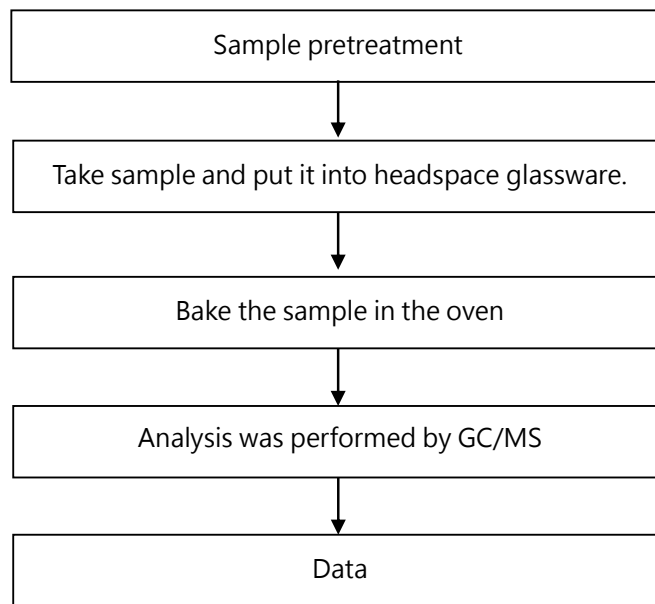 Sample pretreatment
Take sample and put it into headspace glassware.
Bake the sample in the oven
Analysis was performed by GC/MS
Data